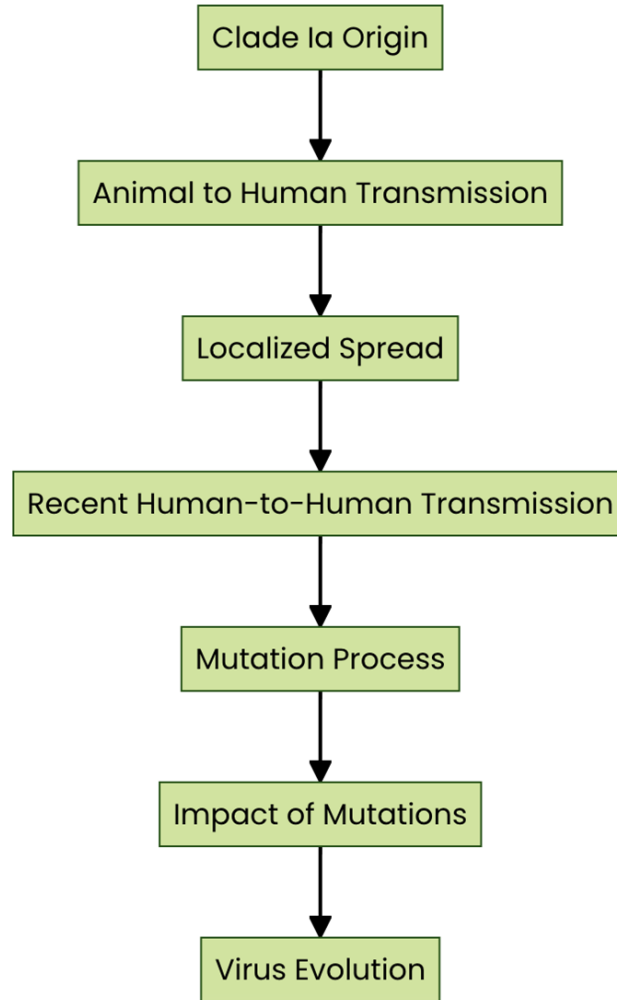 Clade Ia Origin
Animal to Human Transmission
Localized Spread
Recent Human-to-Human Transmission
Mutation Process
Impact of Mutations
Virus Evolution